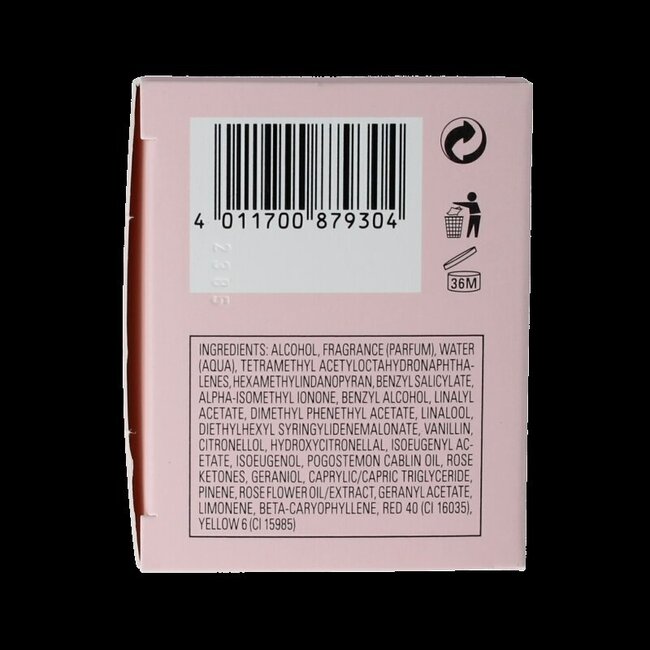 4 011700 879304
2385
36M
INGREDIENTS: ALCOHOL, FRAGRANCE (PARFUM), WATER
(AQUA), TETRAMETHYL ACETYLOCTAHYDRONAPHTHA-
LENES, HEXAMETHYLINDANOPYRAN, BENZYL SALICYLATE,
ALPHA-ISOMETHYL IONONE, BENZYL ALCOHOL, LINALYL
ACETATE, DIMETHYL PHENETHYL ACETATE, LINALOOL,
DIETHYLHEXYL SYRINGYLIDENEMALONATE, VANILLIN,
CITRONELLOL, HYDROXYCITRONELLAL, ISOEUGENYL AC-
ETATE, ISOEUGENOL, POGOSTEMON CABLIN OIL, ROSE
KETONES, GERANIOL, CAPRYLIC/CAPRIC TRIGLYCERIDE,
PINENE, ROSE FLOWER OIL/EXTRACT, GERANYL ACETATE,
LIMONENE, BETA-CARYOPHYLLENE, RED 40 (CI 16035),
YELLOW 6 (CI 15985)